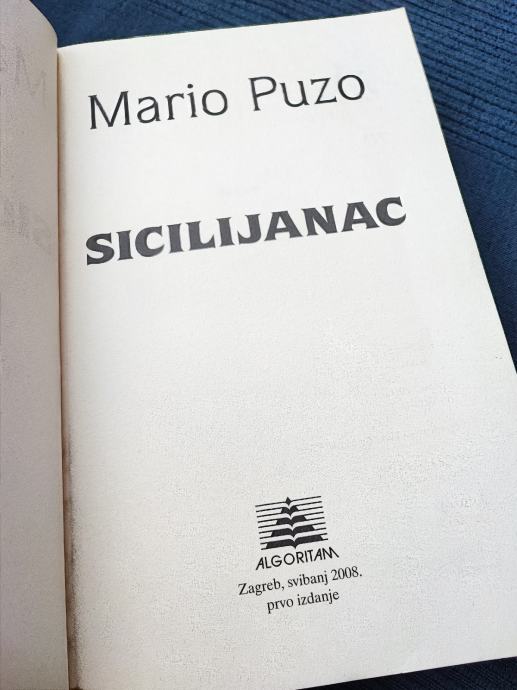 Mario Puzo
SICILIJANAC
ALGORITAM
Zagreb, svibanj 2008.
prvo izdanje